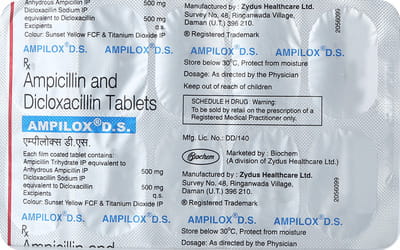 Anhydrous Ampicillin IP 500 mg
Dicloxacillin Sodium IP
equivalent to Dicloxacillin 500 mg
Excipients q.s.
Colour: Sunset Yellow FCF & Titanium Dioxide IP
Manufactured by : Zydus Healthcare Ltd.
Survey No. 48, Ringanwada Village,
Daman (U.T.) 396 210.
® Registered Trademark
AMPILOX® D.S. AMPILOX® D.S. AMPILOX® D.S.
Rx
Ampicillin and
Dicloxacillin Tablets
AMPILOX® D.S.
एम्पीलोक्स डी.एस.
Each film coated tablet contains:
Ampicillin Trihydrate IP equivalent to
Anhydrous Ampicillin IP 500 mg
Dicloxacillin Sodium IP
equivalent to Dicloxacillin 500 mg
Excipients q.s.
Colour: Sunset Yellow FCF & Titanium Dioxide IP
Store below 30°C, Protect from moisture
Dosage: As directed by the Physician
Keep out of reach of children
SCHEDULE H DRUG : Warning:
To be sold by retail on the prescription of a
Registered Medical Practitioner only.
Mfg. Lic. No.: DD/140
Biochem
Marketed by : Biochem
(A division of Zydus Healthcare Ltd.)
Manufactured by : Zydus Healthcare Ltd.
Survey No. 48, Ringanwada Village,
Daman (U.T.) 396 210.
® Registered Trademark
AMPILOX® D.S. AMPILOX® D.S. AMPILOX® D.S.
Rx
Ampicillin and
Store below 30°C, Protect from moisture
Dosage: As directed by the Physician